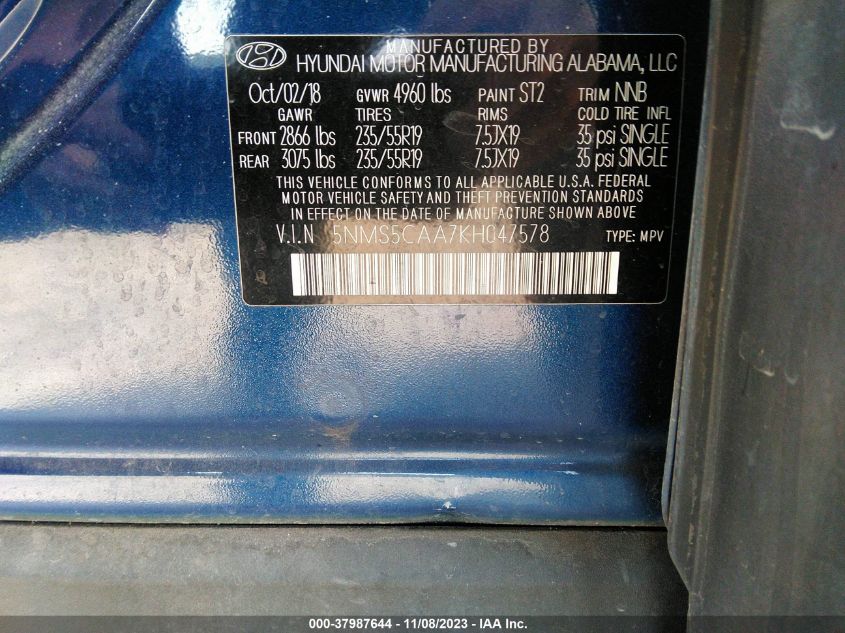 MANUFACTURED BY
HYUNDAI MOTOR MANUFACTURING ALABAMA, LLC
Oct/02/18 GVWR 4960 lbs PAINT ST2 TRIM NNB
GAWR TIRES RIMS COLD TIRE INFL
FRONT 2866 lbs 235/55R19 7.5JX19 35 psi SINGLE
REAR 3075 lbs 235/55R19 7.5JX19 35 psi SINGLE
THIS VEHICLE CONFORMS TO ALL APPLICABLE U.S.A. FEDERAL
MOTOR VEHICLE SAFETY AND THEFT PREVENTION STANDARDS
IN EFFECT ON THE DATE OF MANUFACTURE SHOWN ABOVE
V.I.N 5NMS5CAA7KH047578 TYPE: MPV
000-37987644 - 11/08/2023 - IAA Inc.